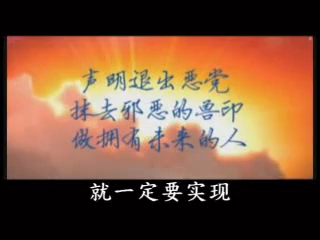 声明退出恶党
抹去邪恶的兽印
做拥有未来的人
就一定要实现